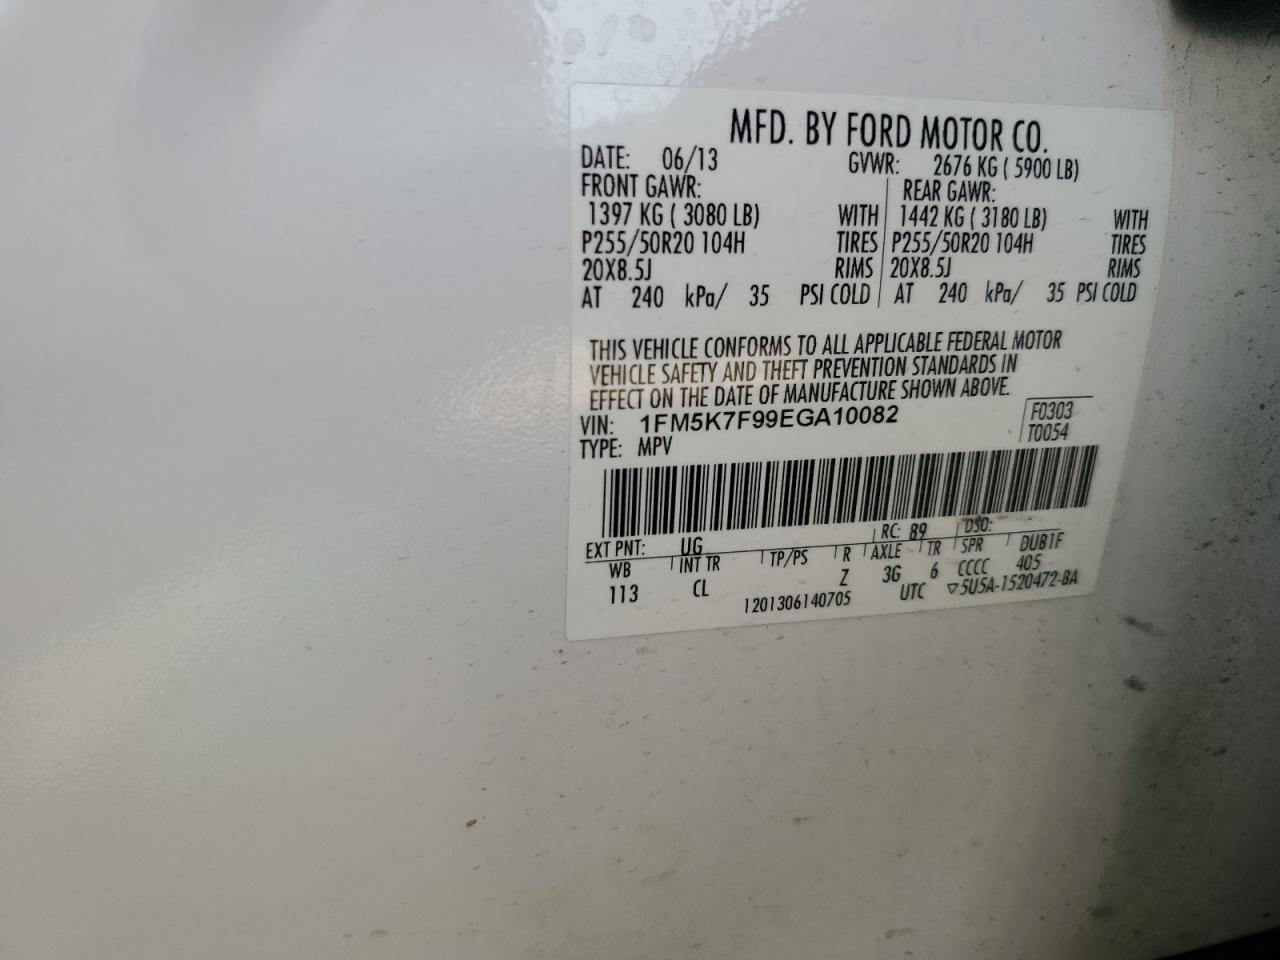 MFD. BY FORD MOTOR CO.
DATE: 06/13 GVWR: 2676 KG ( 5900 LB)
FRONT GAWR: REAR GAWR:
1397 KG ( 3080 LB) WITH 1442 KG ( 3180 LB) WITH
P255/50R20 104H TIRES P255/50R20 104H TIRES
20X8.5J RIMS 20X8.5J RIMS
AT 240 kPa/ 35 PSI COLD AT 240 kPa/ 35 PSI COLD
THIS VEHICLE CONFORMS TO ALL APPLICABLE FEDERAL MOTOR
VEHICLE SAFETY AND THEFT PREVENTION STANDARDS IN
EFFECT ON THE DATE OF MANUFACTURE SHOWN ABOVE.
VIN: 1FM5K7F99EGA10082 F0303
TYPE: MPV T0054
EXT PNT: UG RC: 89 DSO:
WB INT TR TP/PS R AXLE TR SPR DUB1F
113 CL Z 3G 6 CCCC 405
1201306140705 UTC ▽5U5A-1520472-BA